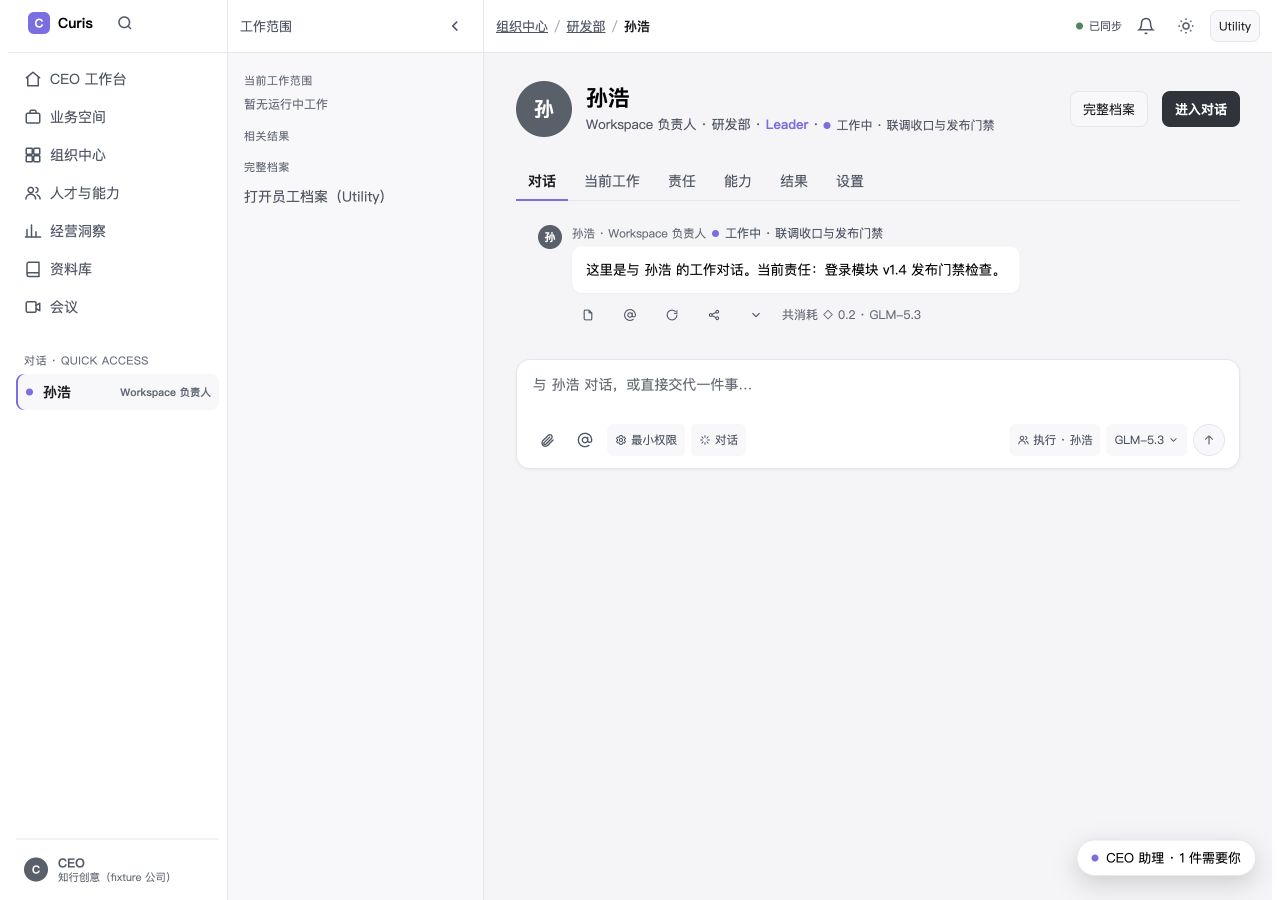 C Curis
CEO 工作台
业务空间
组织中心
人才与能力
经营洞察
资料库
会议
对话 · QUICK ACCESS
孙浩 Workspace 负责人
C CEO
知行创意（fixture 公司）
工作范围
当前工作范围
暂无运行中工作
相关结果
完整档案
打开员工档案（Utility）
组织中心 / 研发部 / 孙浩
已同步 Utility
孙 孙浩
Workspace 负责人 · 研发部 · Leader · 工作中 · 联调收口与发布门禁
完整档案 进入对话
对话 当前工作 责任 能力 结果 设置
孙 孙浩 · Workspace 负责人 工作中 · 联调收口与发布门禁
这里是与 孙浩 的工作对话。当前责任：登录模块 v1.4 发布门禁检查。
共消耗 ◇ 0.2 · GLM-5.3
与 孙浩 对话，或直接交代一件事…
最小权限 对话 执行 · 孙浩 GLM-5.3
CEO 助理 · 1 件需要你